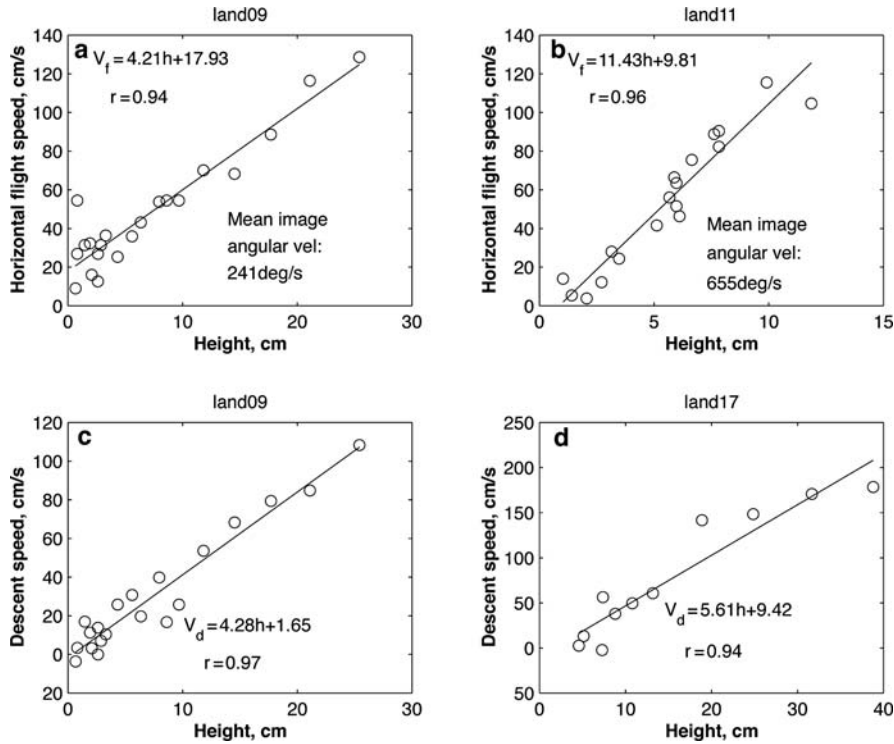 land09
a
V_f=4.21h+17.93
r=0.94
Mean image
angular vel:
241deg/s
Horizontal flight speed, cm/s
140
120
100
80
60
40
20
0
0 10 20 30
Height, cm
land11
b
V_f=11.43h+9.81
r=0.96
Mean image
angular vel:
655deg/s
Horizontal flight speed, cm/s
140
120
100
80
60
40
20
0
0 5 10 15
Height, cm
land09
c
V_d=4.28h+1.65
r=0.97
Descent speed, cm/s
120
100
80
60
40
20
0
20
0 10 20 30
Height, cm
land17
d
V_d=5.61h+9.42
r=0.94
Descent speed, cm/s
250
200
150
100
50
0
50
0 10 20 30 40
Height, cm